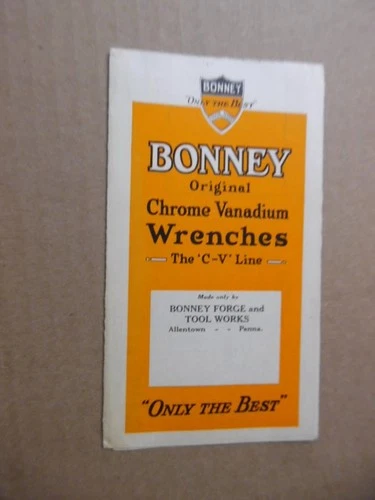 BONNEY
"ONLY THE BEST"
BONNEY
Original
Chrome Vanadium
Wrenches
The 'C-V' Line
Made only by
BONNEY FORGE and
TOOL WORKS
Allentown - - Penna.
"ONLY THE BEST"